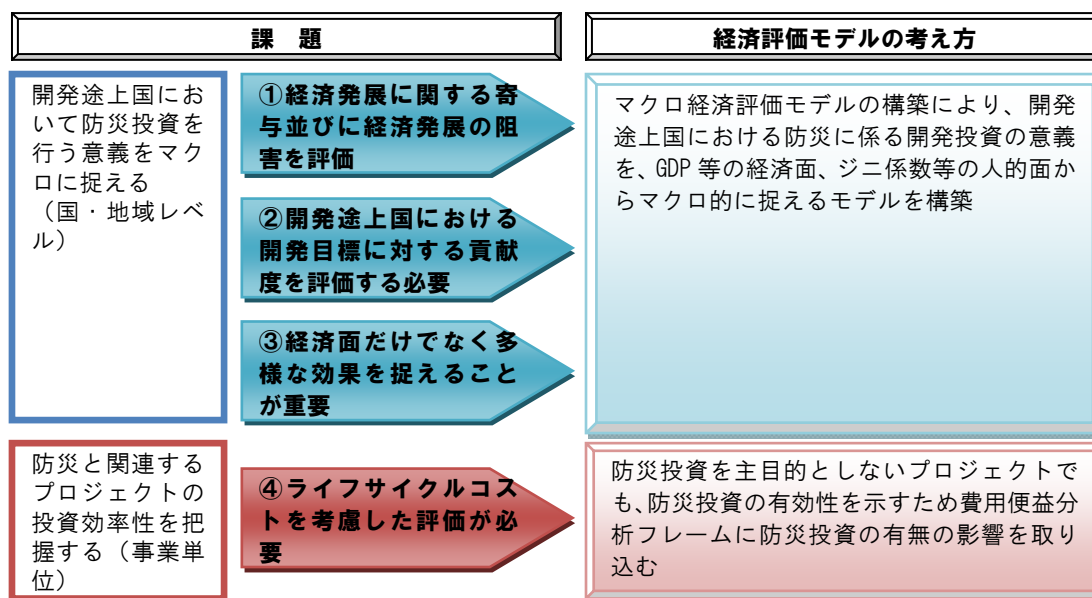 課 題
経済評価モデルの考え方
開発途上国にお
いて防災投資を
行う意義をマク
ロに捉える
（国・地域レベ
ル）
①経済発展に関する寄
与並びに経済発展の阻
害を評価
②開発途上国における
開発目標に対する貢献
度を評価する必要
③経済面だけでなく多
様な効果を捉えること
が重要
マクロ経済評価モデルの構築により、開発
途上国における防災に係る開発投資の意義
を、GDP 等の経済面、ジニ係数等の人的面か
らマクロ的に捉えるモデルを構築
防災と関連する
プロジェクトの
投資効率性を把
握する（事業単
位）
④ライフサイクルコス
トを考慮した評価が必
要
防災投資を主目的としないプロジェクトで
も、防災投資の有効性を示すため費用便益分
析フレームに防災投資の有無の影響を取り
込む